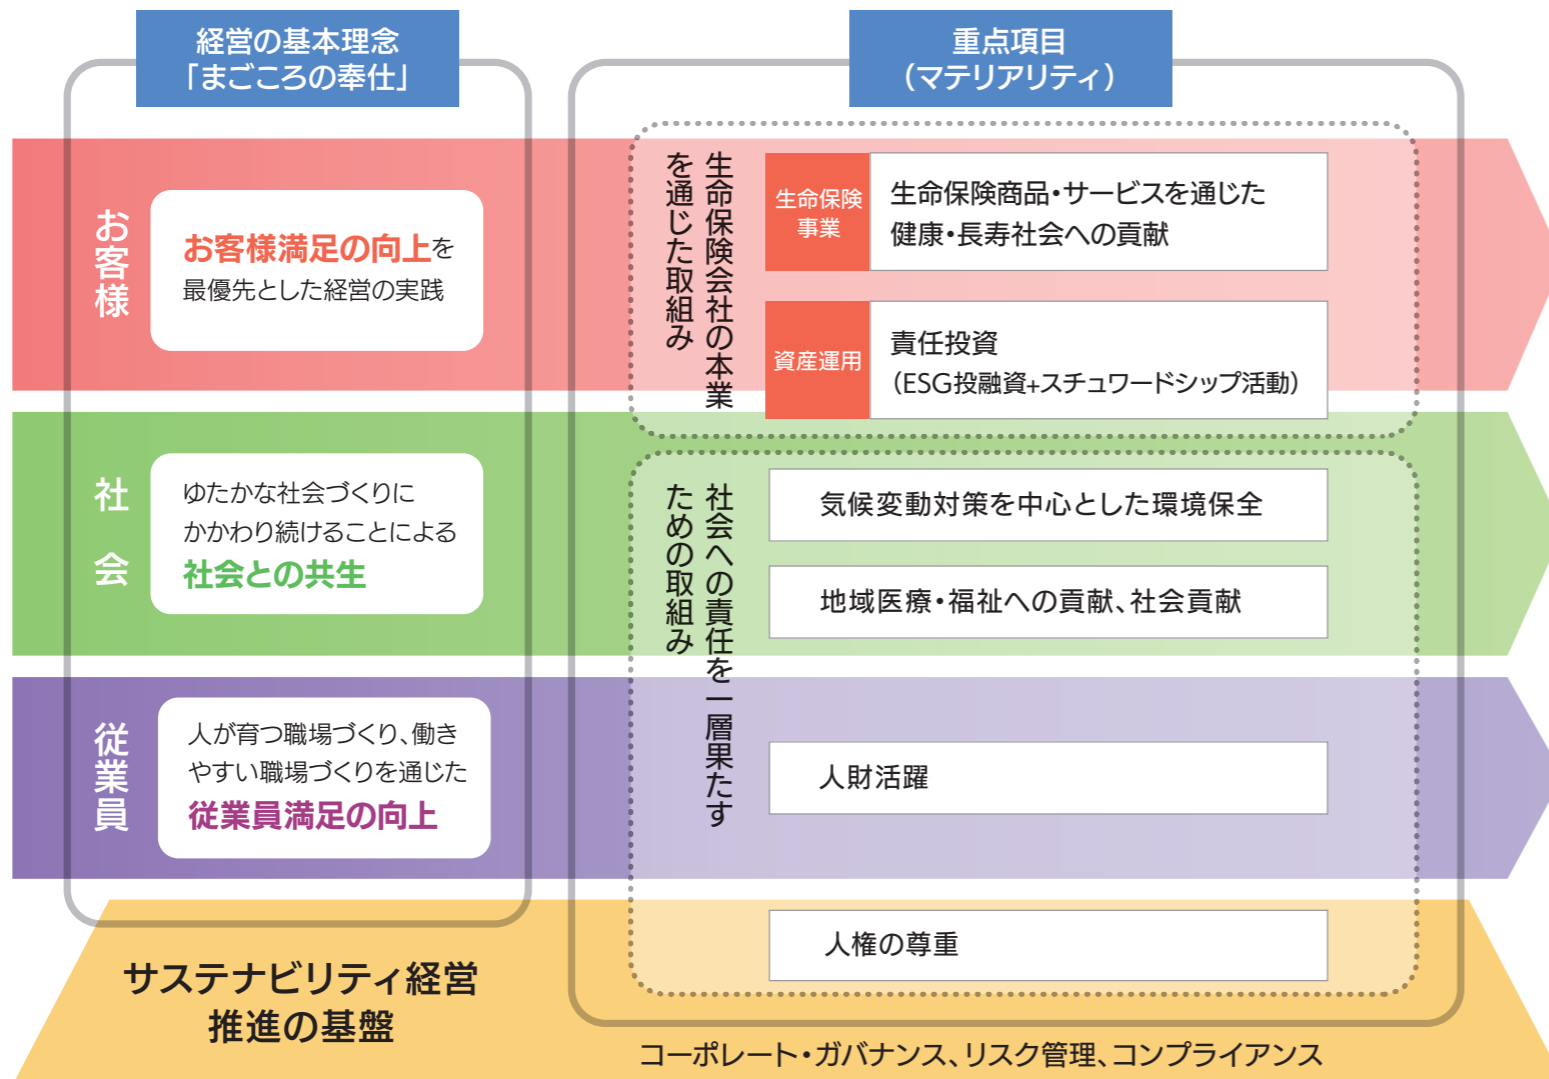 経営の基本理念
「まごころの奉仕」
重点項目
（マテリアリティ）
お客様
お客様満足の向上を
最優先とした経営の実践
生命保険会社の本業
を通じた取組み
生命保険
事業
生命保険商品・サービスを通じた
健康・長寿社会への貢献
資産運用
責任投資
（ESG投融資+スチュワードシップ活動）
社会
ゆたかな社会づくりに
かかわり続けることによる
社会との共生
社会への責任を一層果たす
ための取組み
気候変動対策を中心とした環境保全
地域医療・福祉への貢献、社会貢献
従業員
人が育つ職場づくり、働き
やすい職場づくりを通じた
従業員満足の向上
人財活躍
人権の尊重
サステナビリティ経営
推進の基盤
コーポレート・ガバナンス、リスク管理、コンプライアンス